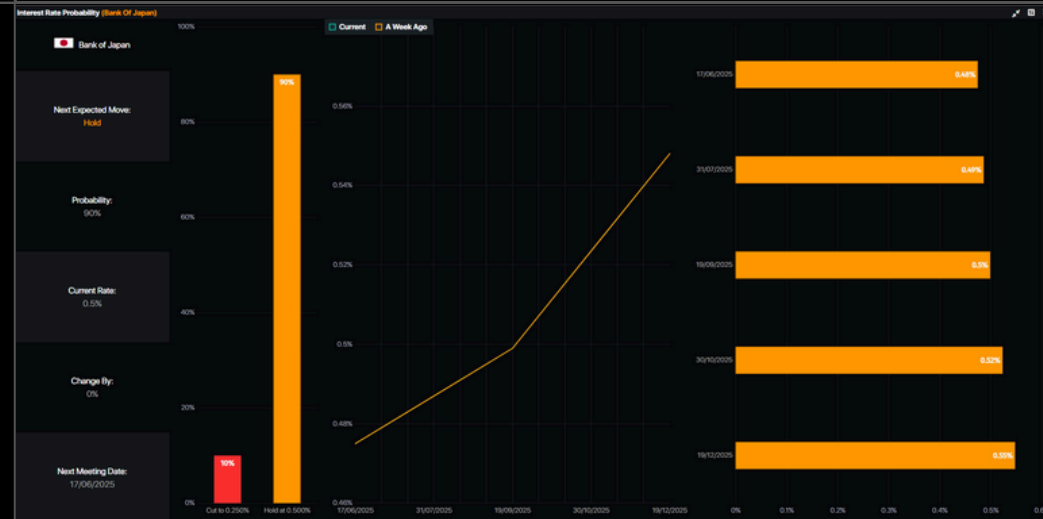 Interest Rate Probability (Bank Of Japan)
Bank of Japan
Next Expected Move:
Hold
Probability:
90%
Current Rate:
0.5%
Change By:
0%
Next Meeting Date:
17/06/2025
100%
80%
60%
40%
20%
0%
90%
10%
Cut to 0.250% Hold at 0.500%
Current A Week Ago
0.56%
0.54%
0.52%
0.5%
0.48%
0.46%
17/06/2025 31/07/2025 19/09/2025 30/10/2025 19/12/2025
17/06/2025 0.48%
31/07/2025 0.49%
19/09/2025 0.5%
30/10/2025 0.52%
19/12/2025 0.55%
0% 0.1% 0.2% 0.3% 0.4% 0.5%